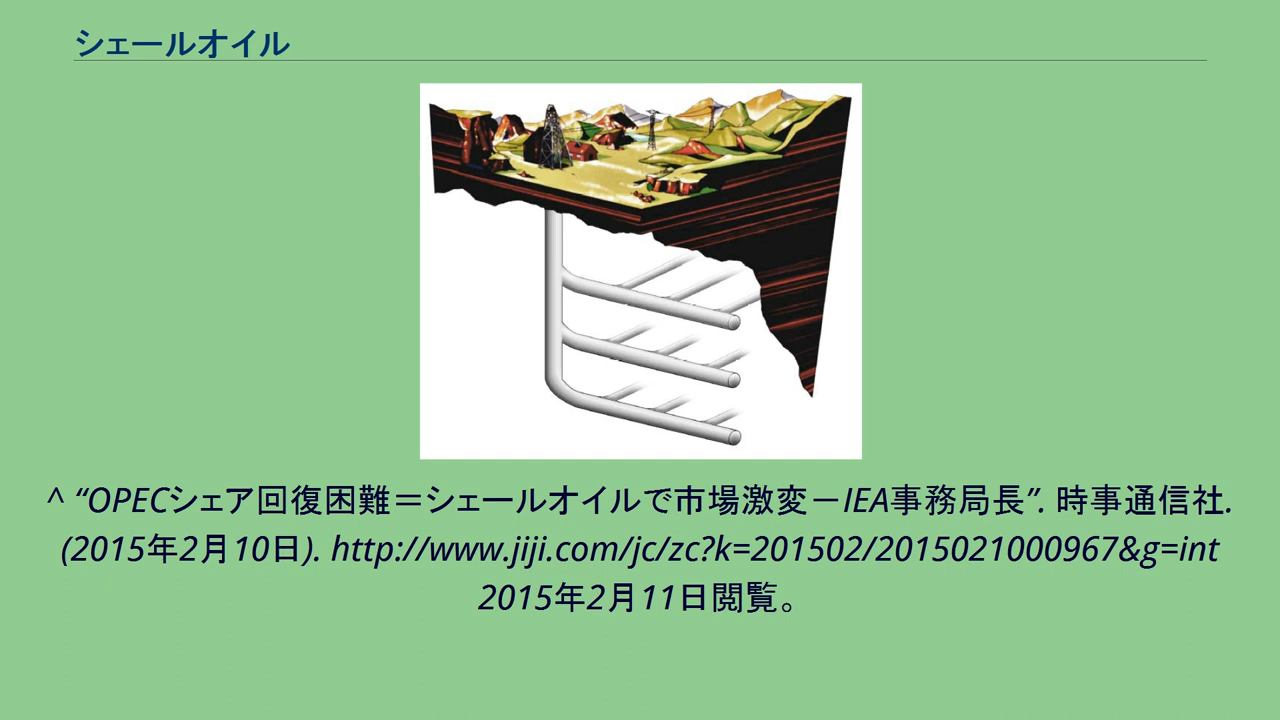 シェールオイル
^ “OPECシェア回復困難＝シェールオイルで市場激変－IEA事務局長”. 時事通信社.
(2015年2月10日). http://www.jiji.com/jc/zc?k=201502/2015021000967&g=int
2015年2月11日閲覧。